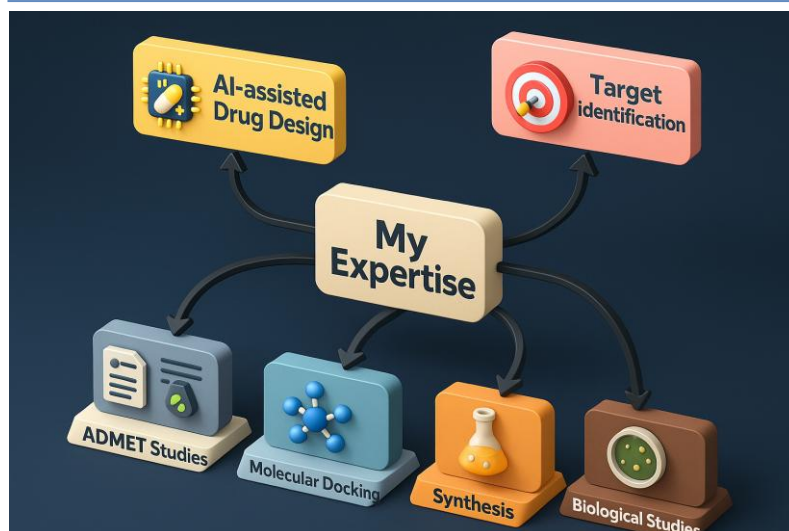 AI-assisted
Drug Design
Target
identification
My
Expertise
ADMET Studies
Molecular Docking
Synthesis
Biological Studies